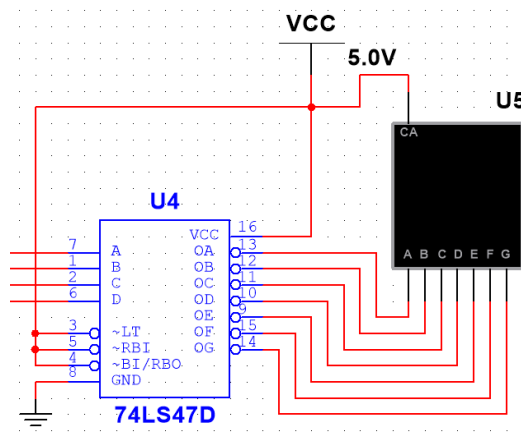 VCC
5.0V
U5
CA
A B C D E F G
U4
VCC 16
7 A OA 13
1 B OB 12
2 C OC 11
6 D OD 10
OE 9
3 ~LT OF 15
5 ~RBI OG 14
4 ~BI/RBO
8 GND
74LS47D